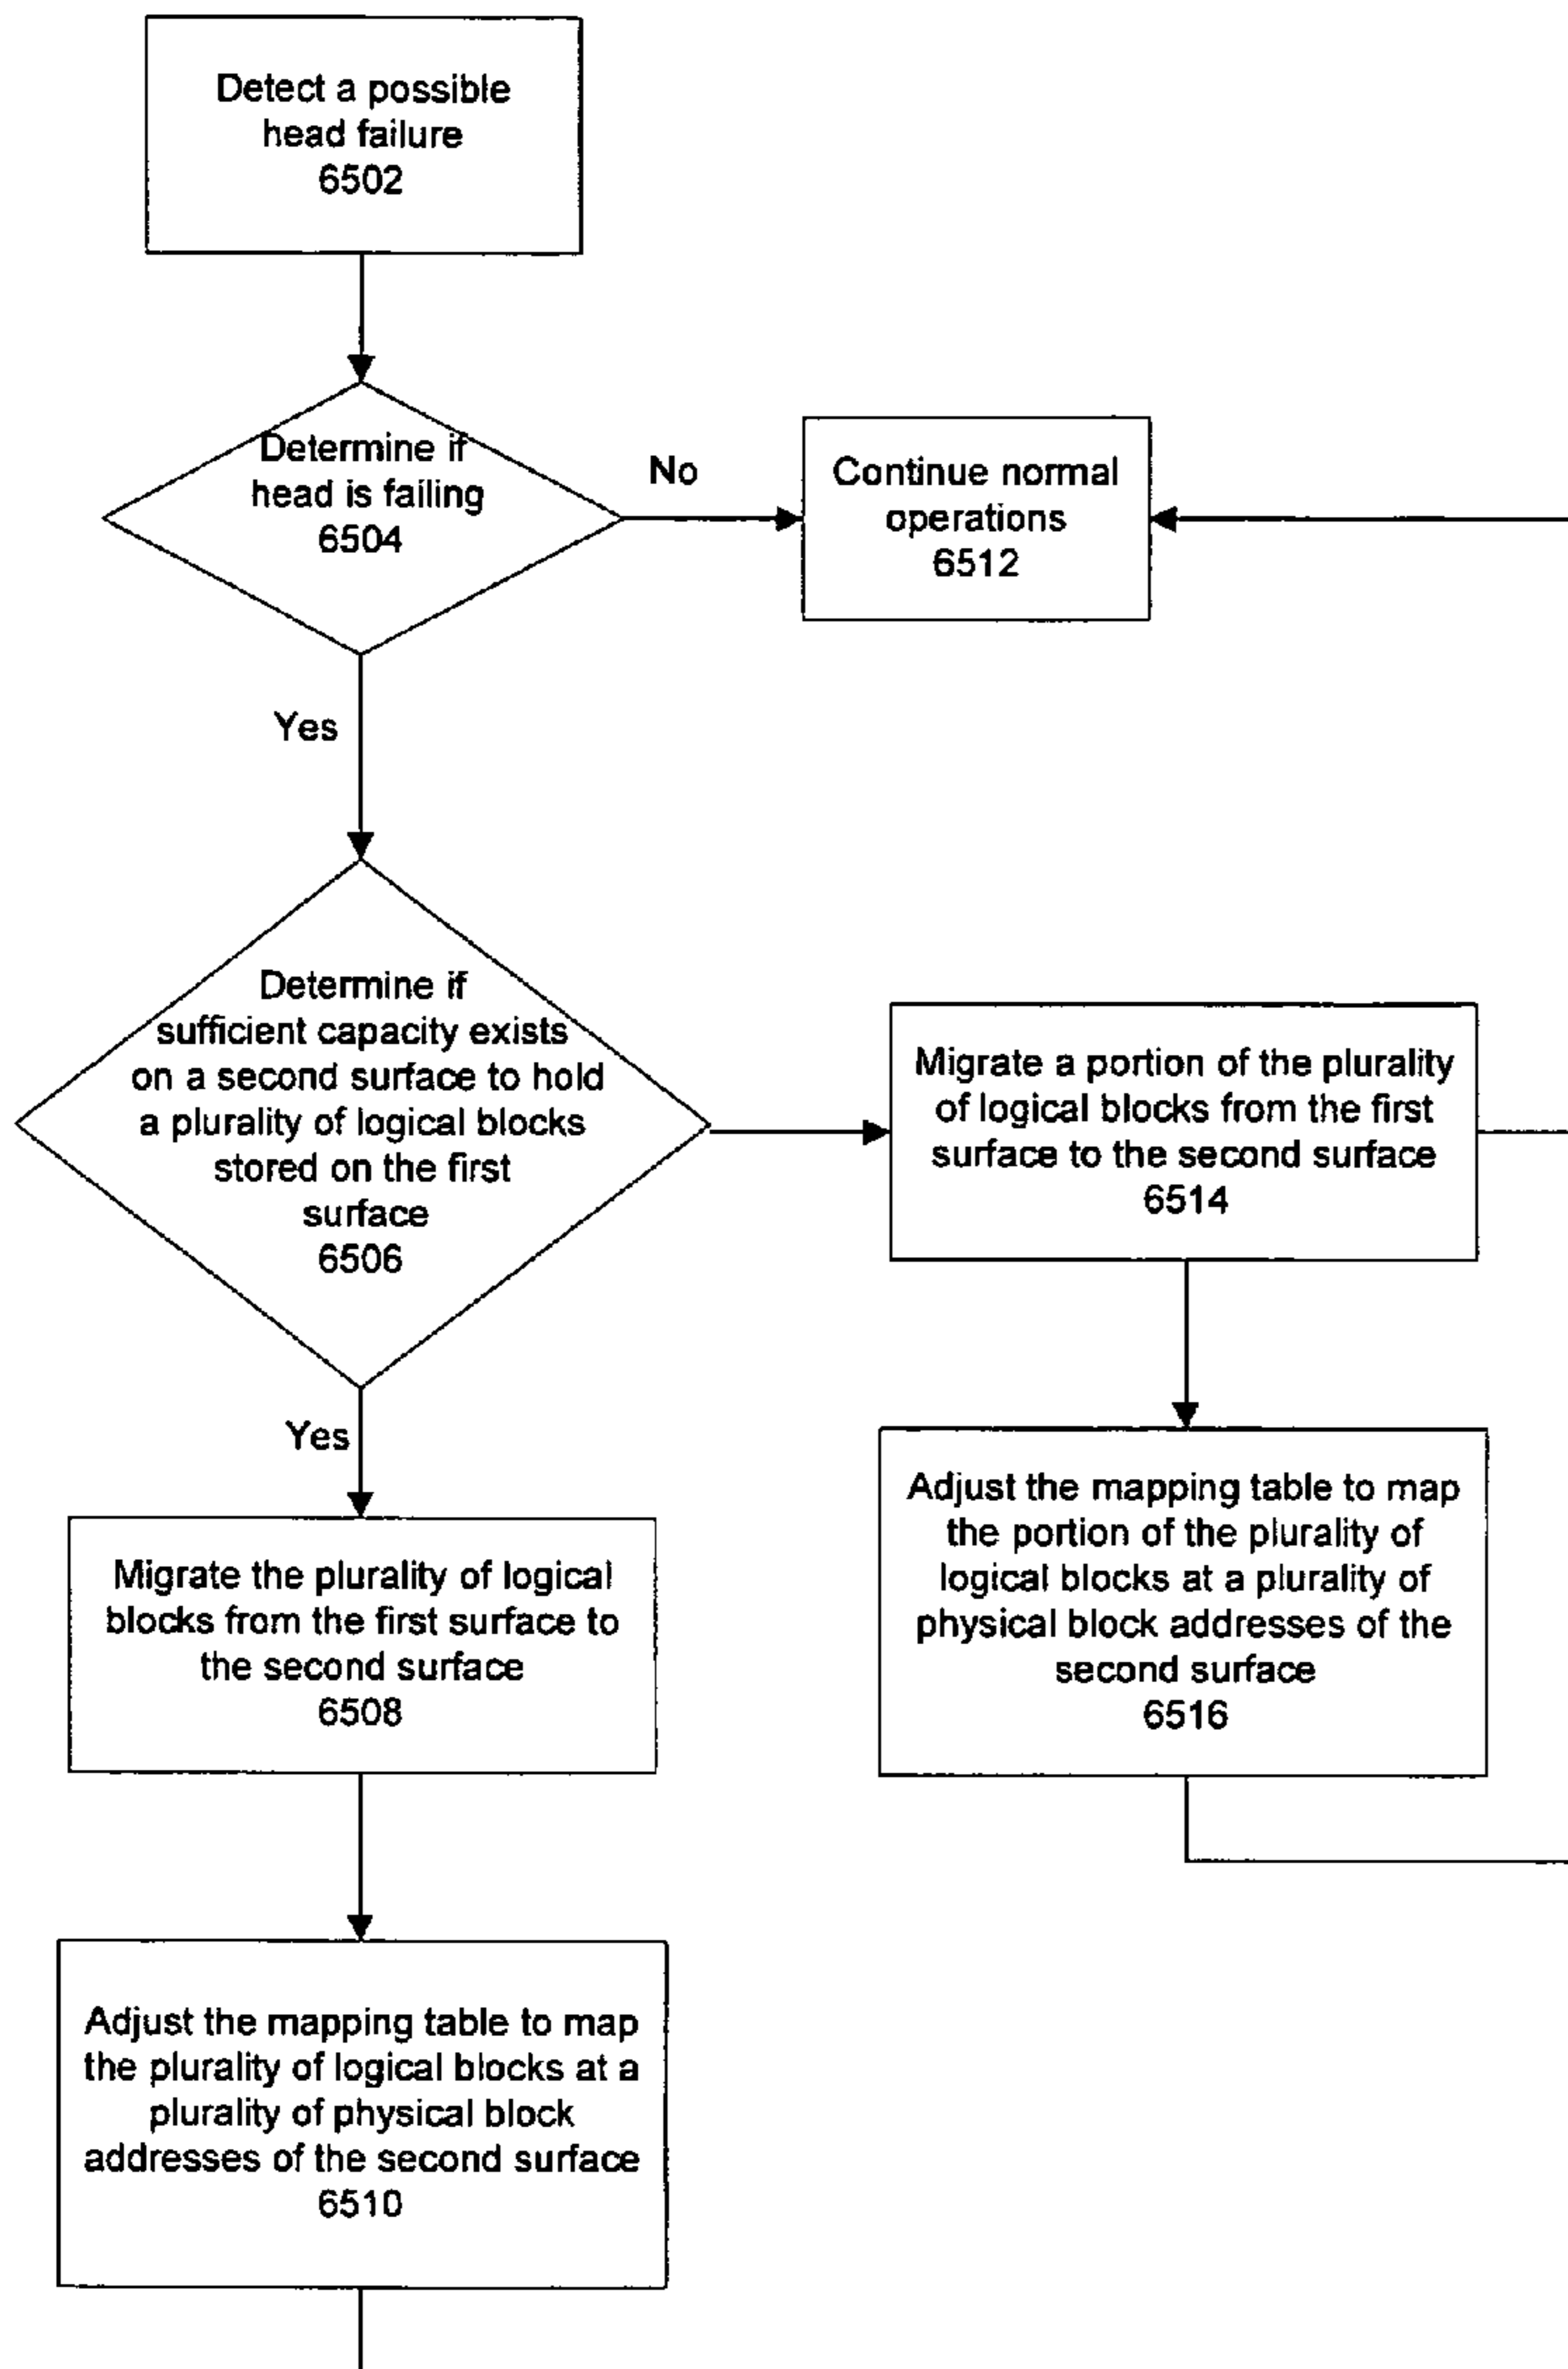 Detect a possible
head failure
6502
Determine if
head is failing
6504
No
Continue normal
operations
6512
Yes
Determine if
sufficient capacity exists
on a second surface to hold
a plurality of logical blocks
stored on the first
surface
6506
Migrate a portion of the plurality
of logical blocks from the first
surface to the second surface
6514
Yes
Adjust the mapping table to map
the portion of the plurality of
logical blocks at a plurality of
physical block addresses of the
second surface
6516
Migrate the plurality of logical
blocks from the first surface to
the second surface
6508
Adjust the mapping table to map
the plurality of logical blocks at a
plurality of physical block
addresses of the second surface
6510